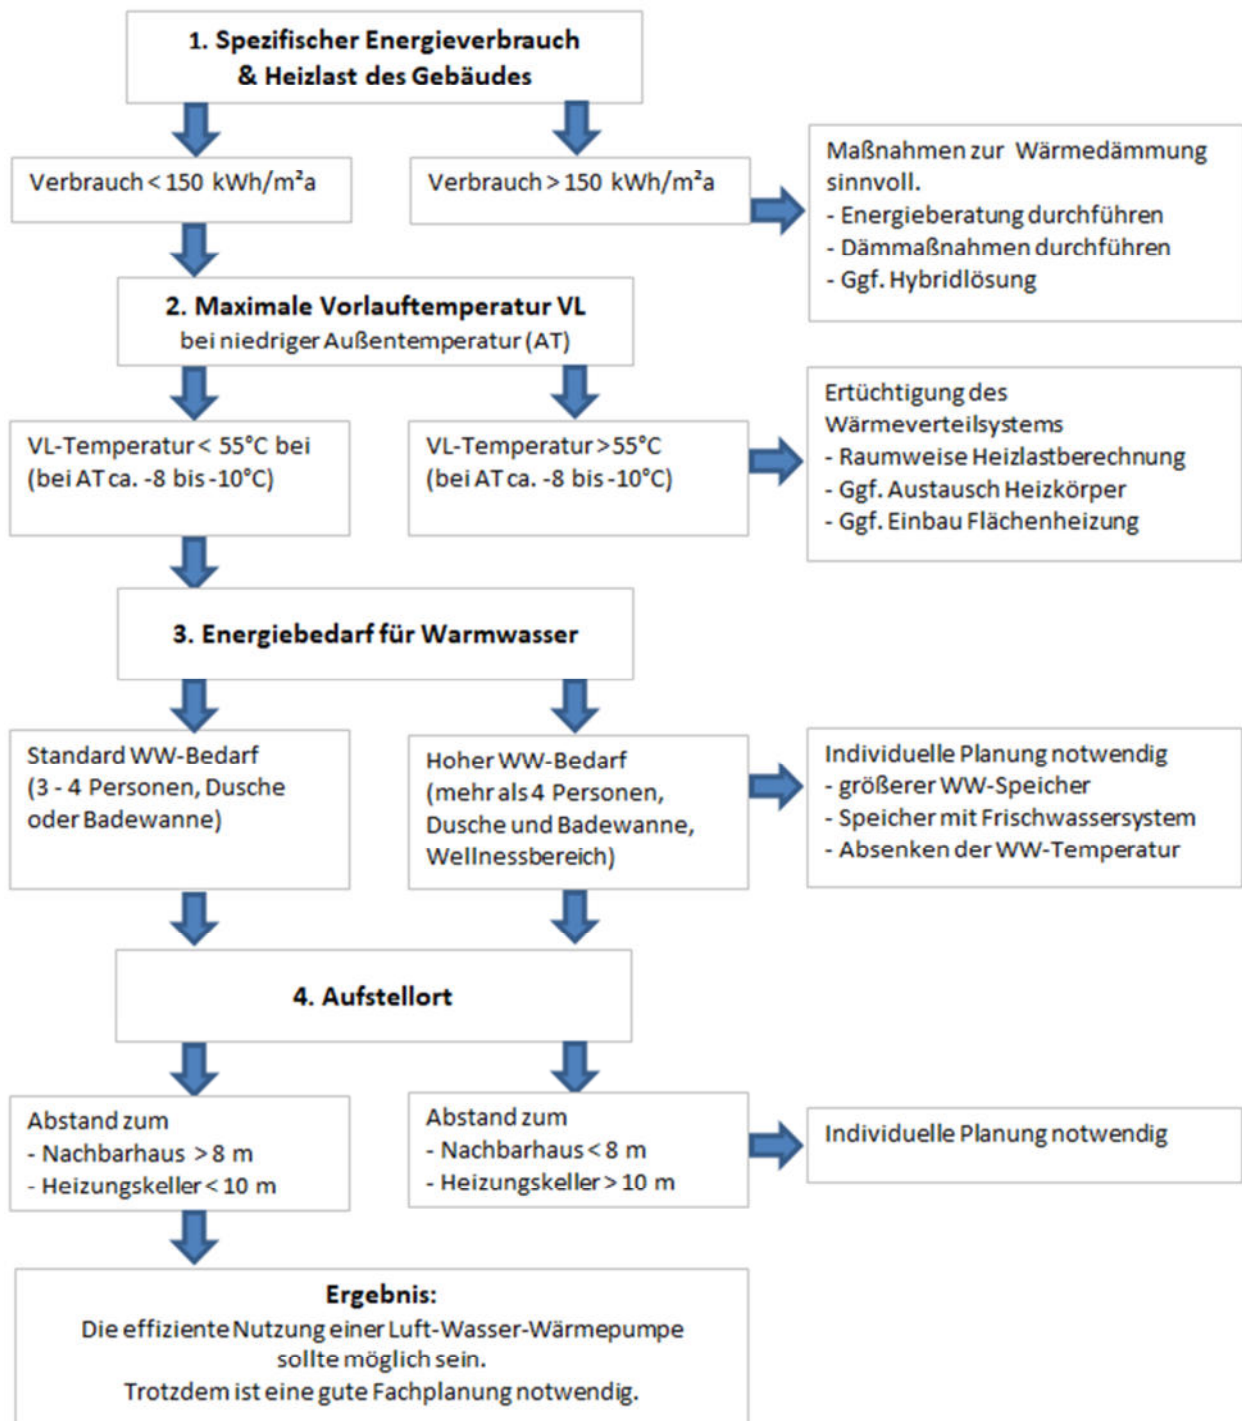 1. Spezifischer Energieverbrauch
& Heizlast des Gebäudes
Verbrauch < 150 kWh/m²a
Verbrauch > 150 kWh/m²a
Maßnahmen zur Wärmedämmung
sinnvoll.
- Energieberatung durchführen
- Dämmaßnahmen durchführen
- Ggf. Hybridlösung
2. Maximale Vorlauftemperatur VL
bei niedriger Außentemperatur (AT)
VL-Temperatur < 55°C bei
(bei AT ca. -8 bis -10°C)
VL-Temperatur > 55°C
(bei AT ca. -8 bis -10°C)
Ertüchtigung des
Wärmeverteilsystems
- Raumweise Heizlastberechnung
- Ggf. Austausch Heizkörper
- Ggf. Einbau Flächenheizung
3. Energiebedarf für Warmwasser
Standard WW-Bedarf
(3 - 4 Personen, Dusche
oder Badewanne)
Hoher WW-Bedarf
(mehr als 4 Personen,
Dusche und Badewanne,
Wellnessbereich)
Individuelle Planung notwendig
- größerer WW-Speicher
- Speicher mit Frischwassersystem
- Absenken der WW-Temperatur
4. Aufstellort
Abstand zum
- Nachbarhaus > 8 m
- Heizungskeller < 10 m
Abstand zum
- Nachbarhaus < 8 m
- Heizungskeller > 10 m
Individuelle Planung notwendig
Ergebnis:
Die effiziente Nutzung einer Luft-Wasser-Wärmepumpe
sollte möglich sein.
Trotzdem ist eine gute Fachplanung notwendig.